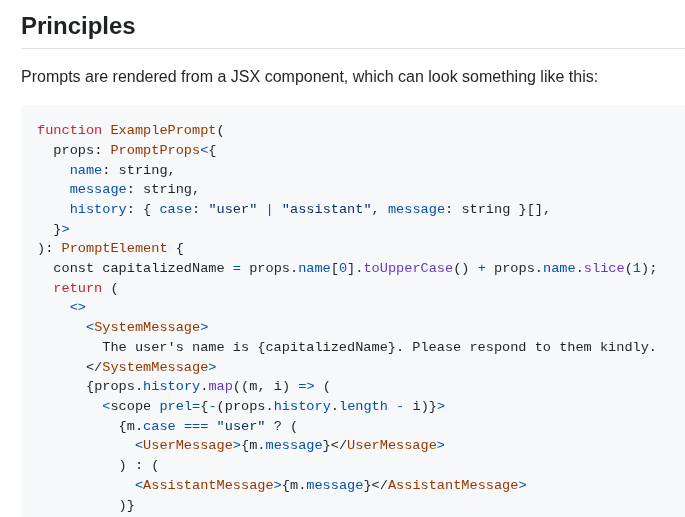 Principles
Prompts are rendered from a JSX component, which can look something like this:
function ExamplePrompt(
  props: PromptProps<{
    name: string,
    message: string,
    history: { case: "user" | "assistant", message: string }[],
  }>
): PromptElement {
  const capitalizedName = props.name[0].toUpperCase() + props.name.slice(1);
  return (
    <>
      <SystemMessage>
        The user's name is {capitalizedName}. Please respond to them kindly.
      </SystemMessage>
      {props.history.map((m, i) => (
        <scope prel={-(props.history.length - i)}>
          {m.case === "user" ? (
            <UserMessage>{m.message}</UserMessage>
          ) : (
            <AssistantMessage>{m.message}</AssistantMessage>
          )}